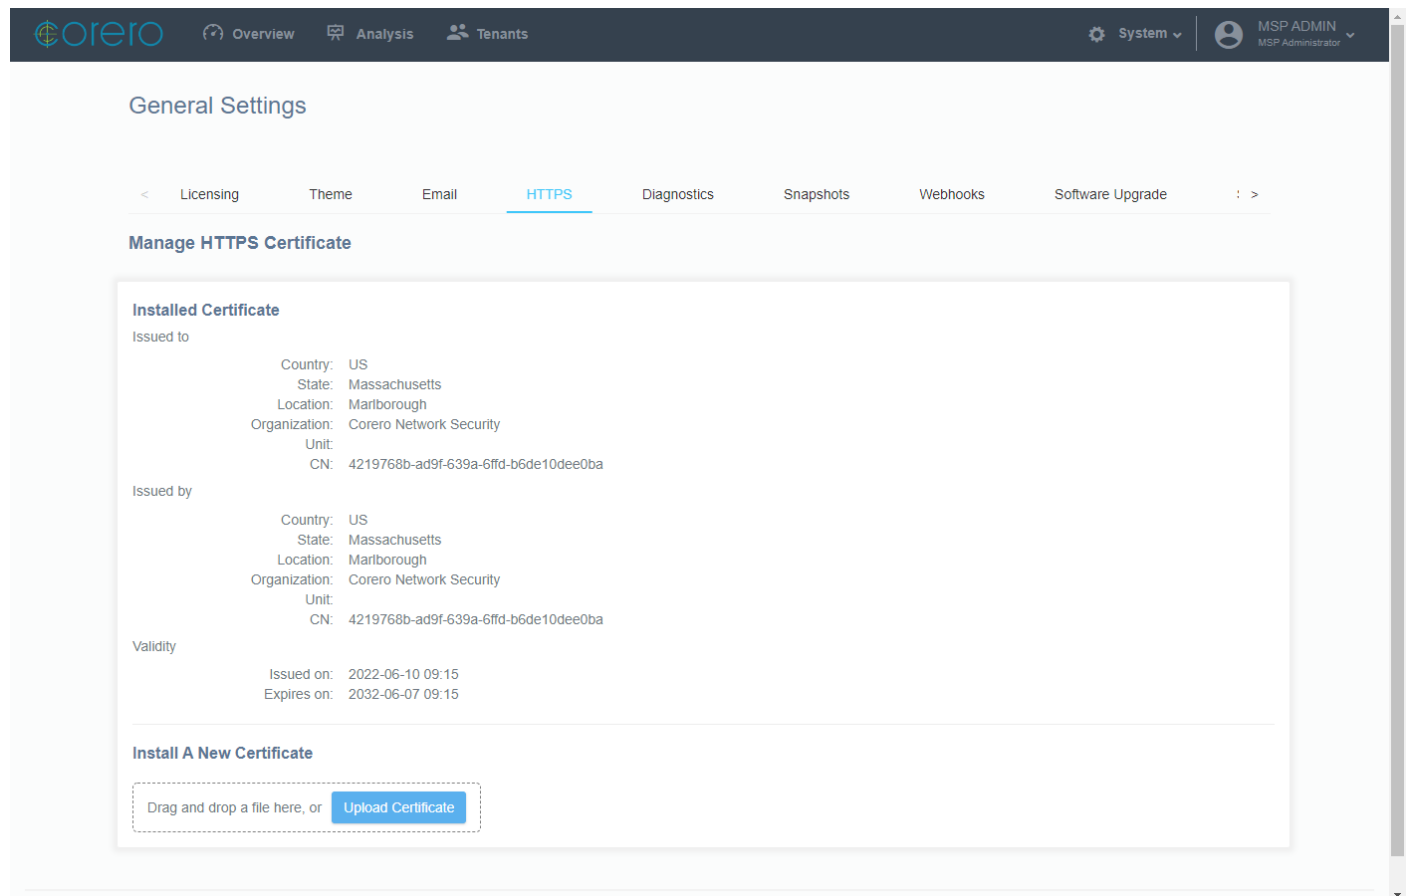 corero Overview Analysis Tenants System MSP ADMIN
MSP Administrator
General Settings
< Licensing Theme Email HTTPS Diagnostics Snapshots Webhooks Software Upgrade >
Manage HTTPS Certificate
Installed Certificate
Issued to
Country: US
State: Massachusetts
Location: Marlborough
Organization: Corero Network Security
Unit:
CN: 4219768b-ad9f-639a-6ffd-b6de10dee0ba
Issued by
Country: US
State: Massachusetts
Location: Marlborough
Organization: Corero Network Security
Unit:
CN: 4219768b-ad9f-639a-6ffd-b6de10dee0ba
Validity
Issued on: 2022-06-10 09:15
Expires on: 2032-06-07 09:15
Install A New Certificate
Drag and drop a file here, or Upload Certificate